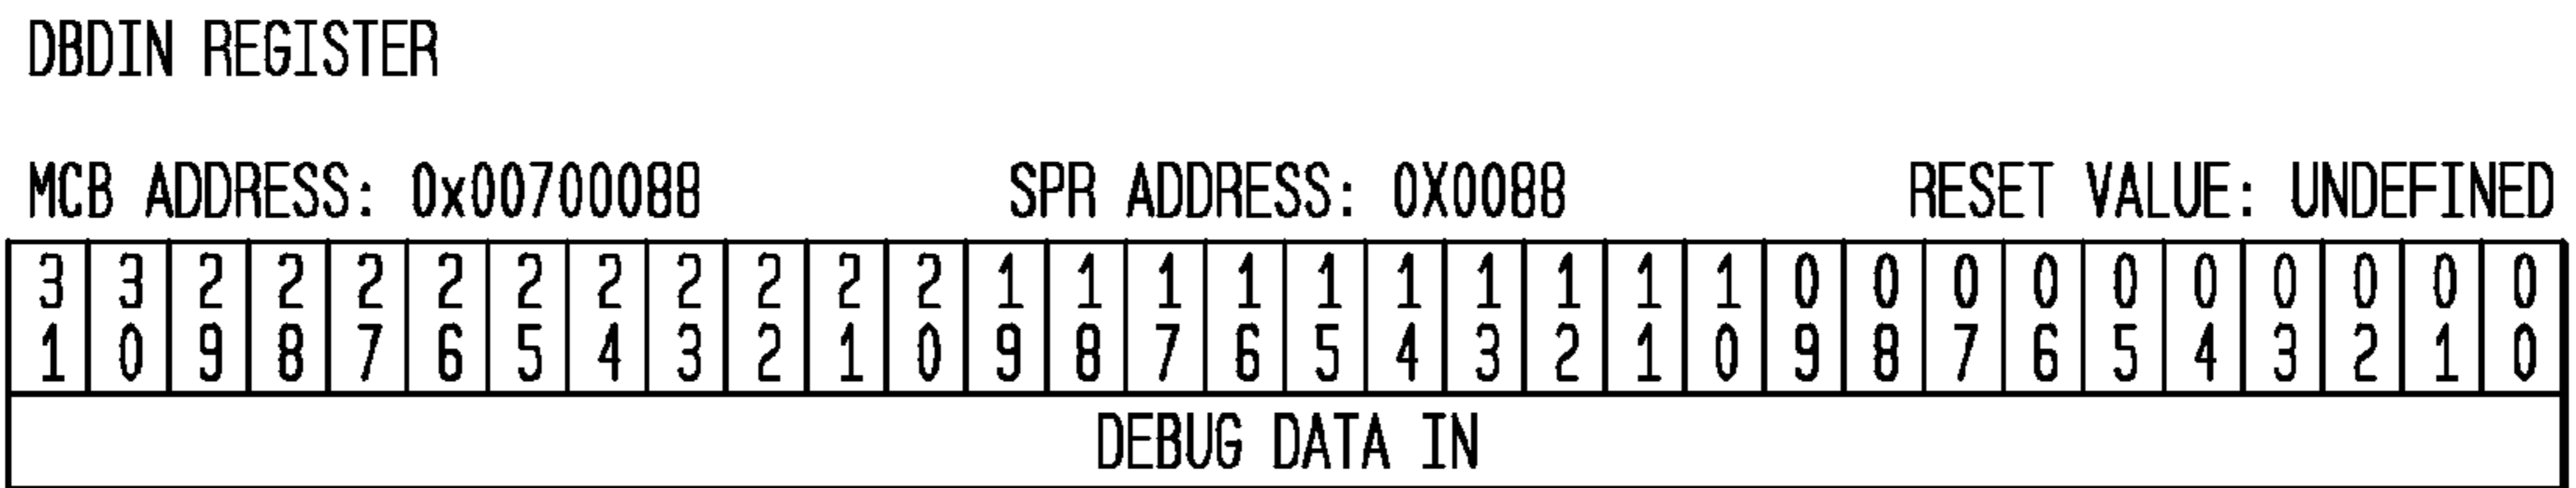 DBDIN REGISTER
MCB ADDRESS: 0x00700088 SPR ADDRESS: 0X0088 RESET VALUE: UNDEFINED
3 3 2 2 2 2 2 2 2 2 2 2 1 1 1 1 1 1 1 1 1 1 0 0 0 0 0 0 0 0 0 0
1 0 9 8 7 6 5 4 3 2 1 0 9 8 7 6 5 4 3 2 1 0 9 8 7 6 5 4 3 2 1 0
DEBUG DATA IN